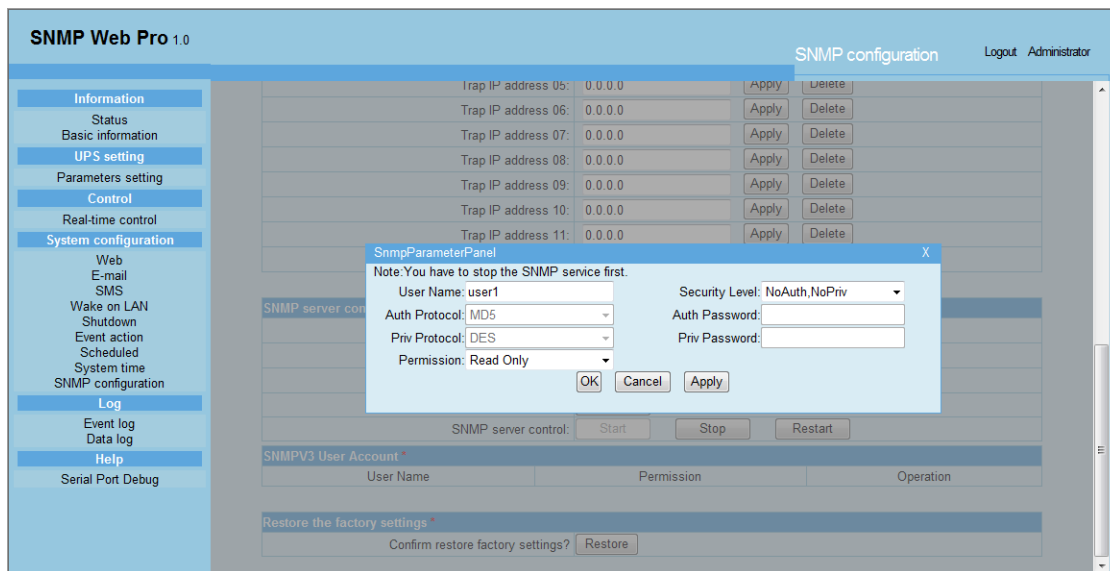 SNMP Web Pro 1.0
SNMP configuration
Logout Administrator
Information
Status
Basic information
UPS setting
Parameters setting
Control
Real-time control
System configuration
Web
E-mail
SMS
Wake on LAN
Shutdown
Event action
Scheduled
System time
SNMP configuration
Log
Event log
Data log
Help
Serial Port Debug
Trap IP address 05: 0.0.0.0 Apply Delete
Trap IP address 06: 0.0.0.0 Apply Delete
Trap IP address 07: 0.0.0.0 Apply Delete
Trap IP address 08: 0.0.0.0 Apply Delete
Trap IP address 09: 0.0.0.0 Apply Delete
Trap IP address 10: 0.0.0.0 Apply Delete
Trap IP address 11: 0.0.0.0 Apply Delete
SnmpParameterPanel X
Note:You have to stop the SNMP service first.
User Name: user1 Security Level: NoAuth,NoPriv
Auth Protocol: MD5 Auth Password:
Priv Protocol: DES Priv Password:
Permission: Read Only
OK Cancel Apply
SNMP server con
SNMP server control: Start Stop Restart
SNMPV3 User Account *
User Name Permission Operation
Restore the factory settings *
Confirm restore factory settings? Restore